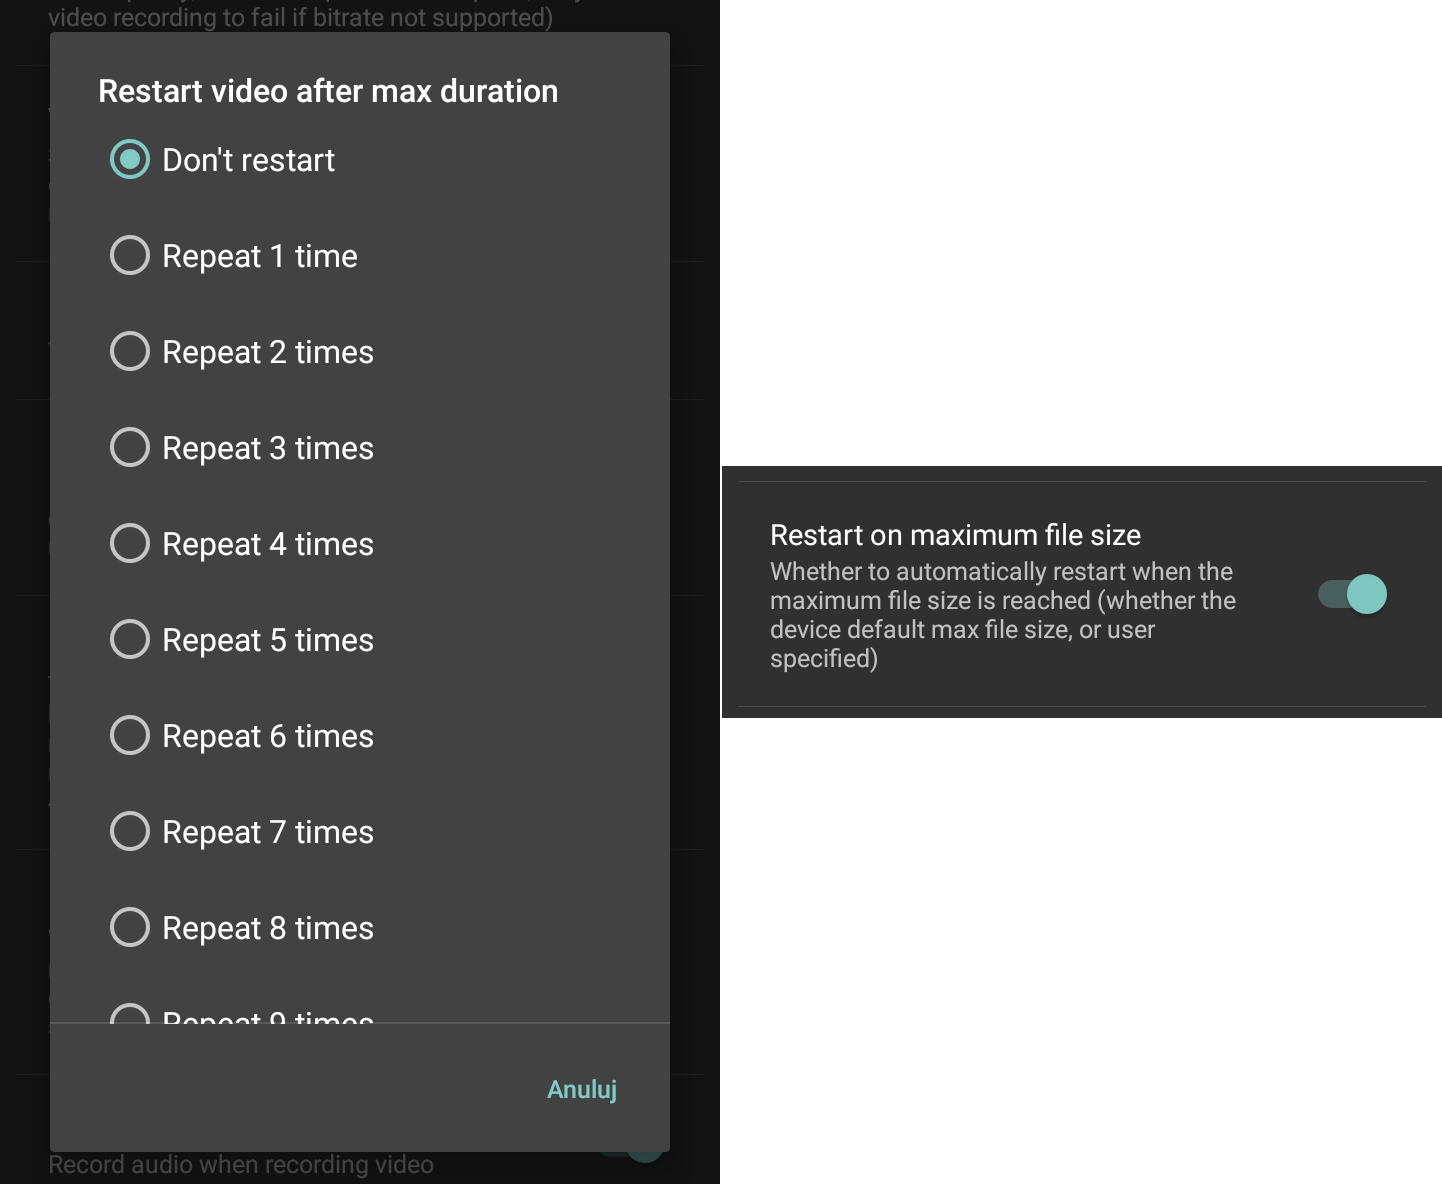 video recording to fail if bitrate not supported)
Restart video after max duration
Don't restart
Repeat 1 time
Repeat 2 times
Repeat 3 times
Repeat 4 times
Repeat 5 times
Repeat 6 times
Repeat 7 times
Repeat 8 times
Repeat 9 times
Anuluj
Record audio when recording video
Restart on maximum file size
Whether to automatically restart when the
maximum file size is reached (whether the
device default max file size, or user
specified)